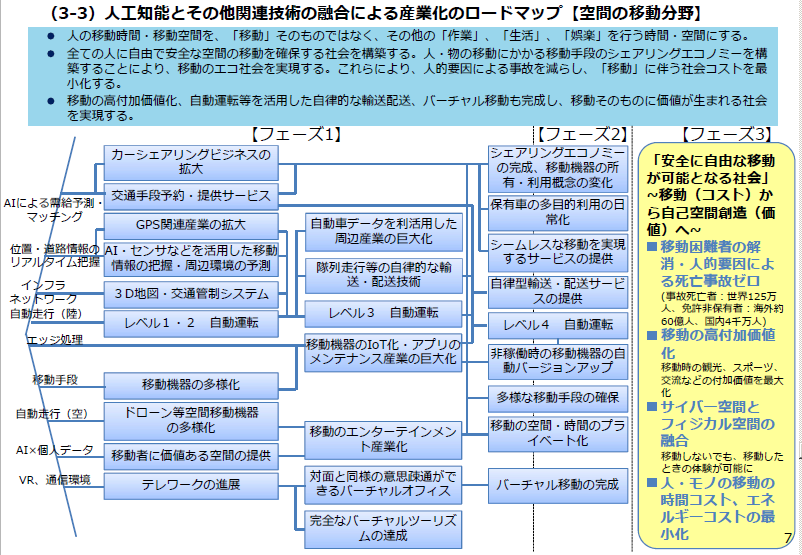 (3-3)人工知能とその他関連技術の融合による産業化のロードマップ【空間の移動分野】
● 人の移動時間・移動空間を、「移動」そのものではなく、その他の「作業」、「生活」、「娯楽」を行う時間・空間にする。
● 全ての人に自由で安全な空間の移動を確保する社会を構築する。人・物の移動にかかる移動手段のシェアリングエコノミーを構
築することにより、移動のエコ社会を実現する。これらにより、人的要因による事故を減らし、「移動」に伴う社会コストを最
小化する。
● 移動の高付加価値化、自動運転等を活用した自律的な輸送配送、バーチャル移動も完成し、移動そのものに価値が生まれる社会
を実現する。
【フェーズ1】
【フェーズ2】
【フェーズ3】
AIによる需給予測・
マッチング
位置・道路情報の
リアルタイム把握
インフラ
ネットワーク
自動走行(陸)
エッジ処理
移動手段
自動走行(空)
AI×個人データ
VR、通信環境
カーシェアリングビジネスの
拡大
交通手段予約・提供サービス
GPS関連産業の拡大
AI・センサなどを活用した移動
情報の把握・周辺環境の予測
3D地図・交通管制システム
レベル1・2 自動運転
移動機器の多様化
ドローン等空間移動機器
の多様化
移動者に価値ある空間の提供
テレワークの進展
自動車データを利活用した
周辺産業の巨大化
隊列走行等の自律的な輸
送・配送技術
レベル3 自動運転
移動機器のIoT化・アプリの
メンテナンス産業の巨大化
移動のエンターテインメン
ト産業化
対面と同様の意思疎通がで
きるバーチャルオフィス
完全なバーチャルツーリズ
ムの達成
シェアリングエコノミー
の完成、移動機器の所
有・利用概念の変化
保有車の多目的利用の日
常化
シームレスな移動を実現
するサービスの提供
自律型輸送・配送サービ
スの提供
レベル4 自動運転
非稼働時の移動機器の自
動バージョンアップ
多様な移動手段の確保
移動の空間・時間のプラ
イベート化
バーチャル移動の完成
「安全に自由な移動
が可能となる社会」
~移動(コスト)か
ら自己空間創造(価
値)へ~
■移動困難者の解
消・人的要因によ
る死亡事故ゼロ
(事故死亡者:世界125万
人、免許非保有者:海外約
60億人、国内4千万人)
■移動の高付加価値
化
移動時の観光、スポーツ、
交流などの付加価値を最大
化
■サイバー空間と
フィジカル空間の
融合
移動しないでも、移動した
ときの体験が可能に
■人・モノの移動の
時間コスト、エネ
ルギーコストの最
小化
7